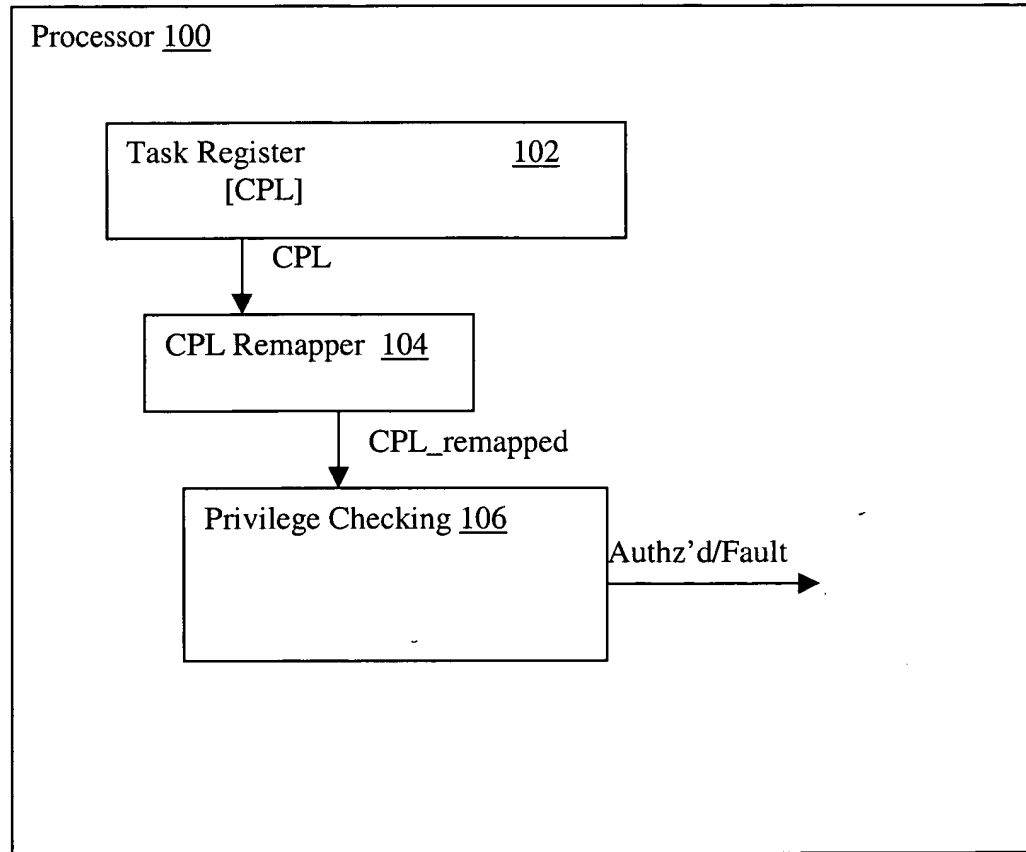 Processor 100
Task Register 102
[CPL]
CPL
CPL Remapper 104
CPL_remapped
Privilege Checking 106
Authz'd/Fault